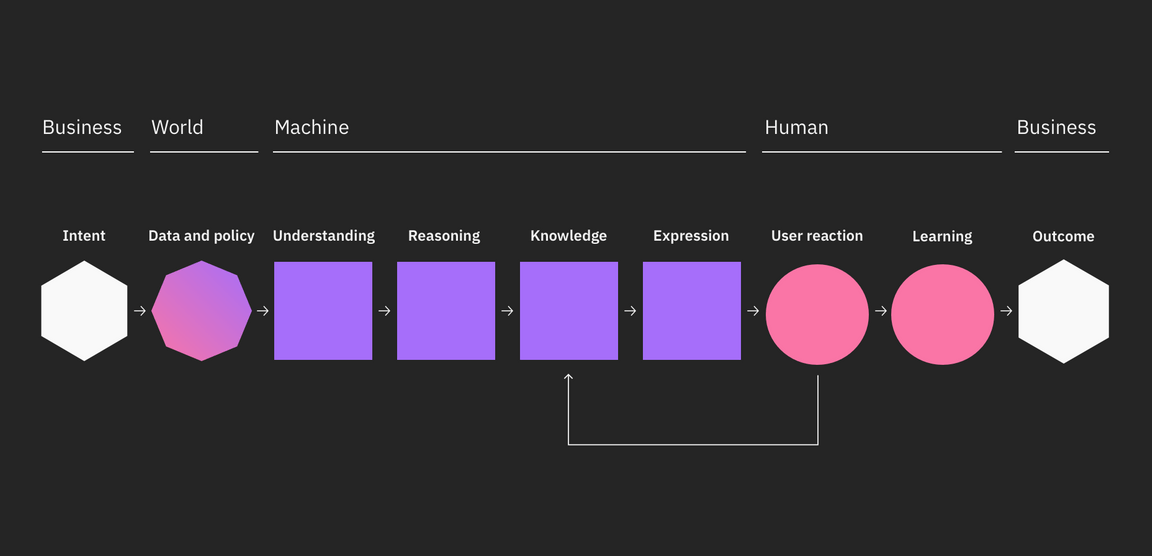 Business
World
Machine
Human
Business
Intent
Data and policy
Understanding
Reasoning
Knowledge
Expression
User reaction
Learning
Outcome